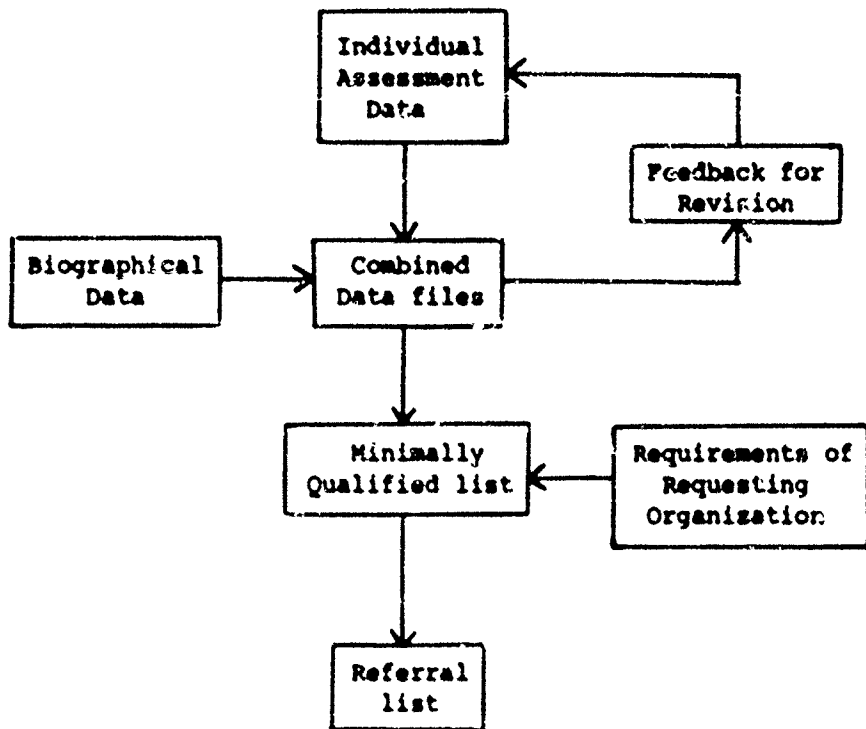 Individual
Assessment
Data
Feedback for
Revision
Biographical
Data
Combined
Data files
Minimally
Qualified list
Requirements of
Requesting
Organization
Referral
list